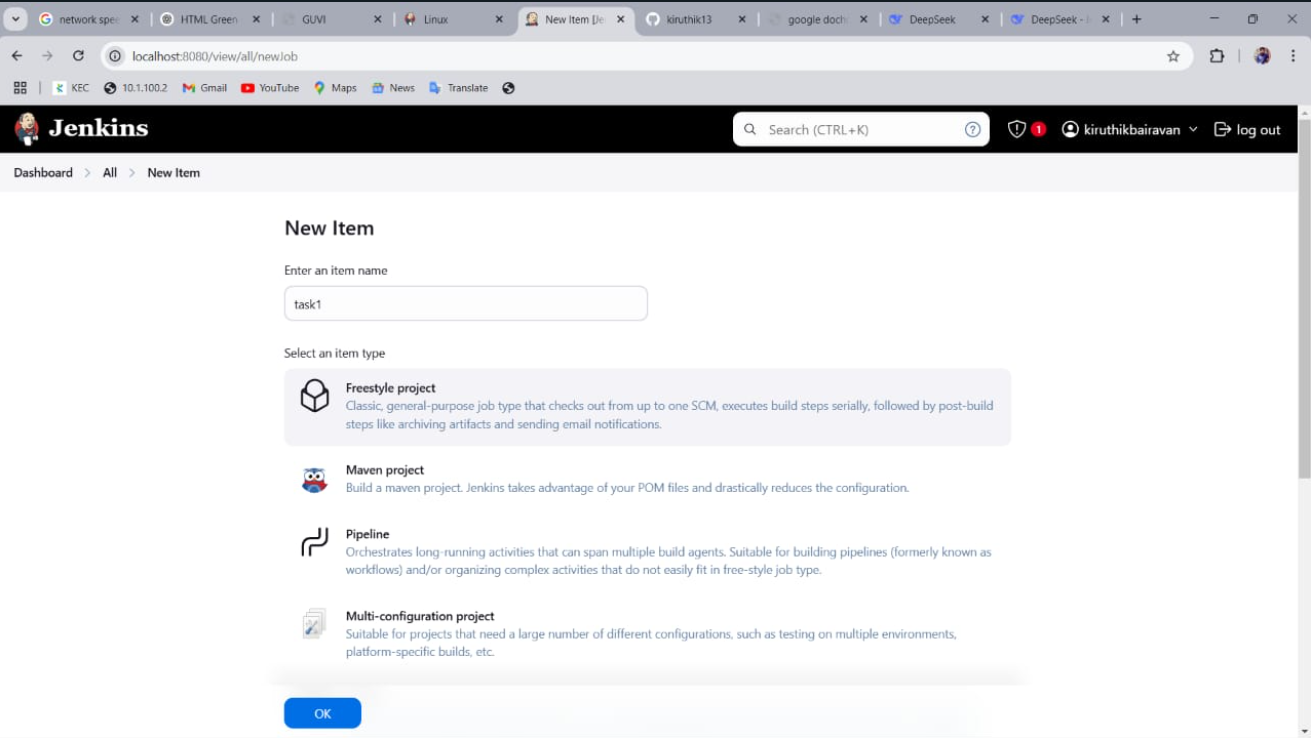 network spee
HTML Green
GUVI
Linux
New Item [Je
kiruthik13
google doch
DeepSeek
DeepSeek - I
localhost:8080/view/all/newJob
KEC
10.1.100.2
Gmail
YouTube
Maps
News
Translate
Jenkins
Search (CTRL+K)
?
1
kiruthikbairavan
log out
Dashboard > All > New Item
New Item
Enter an item name
task1
Select an item type
Freestyle project
Classic, general-purpose job type that checks out from up to one SCM, executes build steps serially, followed by post-build
steps like archiving artifacts and sending email notifications.
Maven project
Build a maven project. Jenkins takes advantage of your POM files and drastically reduces the configuration.
Pipeline
Orchestrates long-running activities that can span multiple build agents. Suitable for building pipelines (formerly known as
workflows) and/or organizing complex activities that do not easily fit in free-style job type.
Multi-configuration project
Suitable for projects that need a large number of different configurations, such as testing on multiple environments,
platform-specific builds, etc.
OK